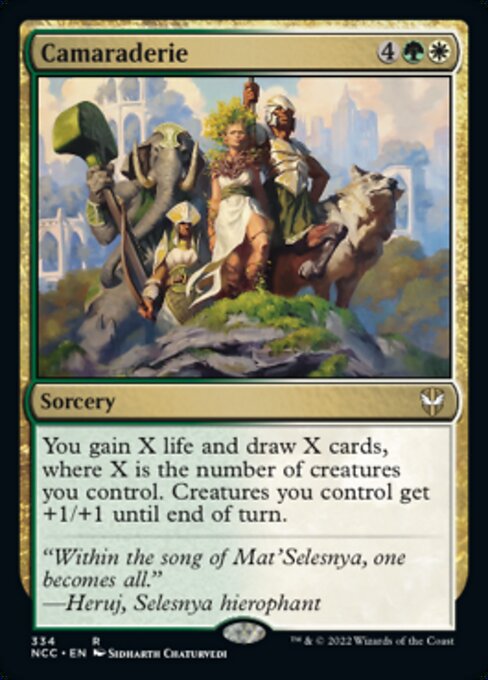 Camaraderie 4
Sorcery
You gain X life and draw X cards,
where X is the number of creatures
you control. Creatures you control get
+1/+1 until end of turn.
“Within the song of Mat’Selesnya, one
becomes all.”
—Heruj, Selesnya hierophant
334 R
NCC • EN Sidharth Chaturvedi
™ & © 2022 Wizards of the Coast